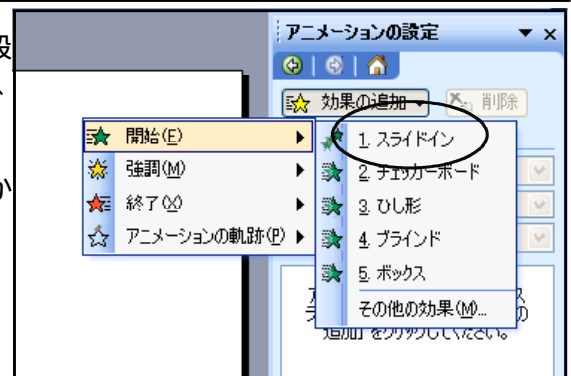 段
か
アニメーションの設定
効果の追加 削除
開始(E)
強調(M)
終了(X)
アニメーションの軌跡(P)
1. スライドイン
2. チェッカーボード
3. ひし形
4. ブラインド
5. ボックス
その他の効果(M)...
追加] をクリックしてください。